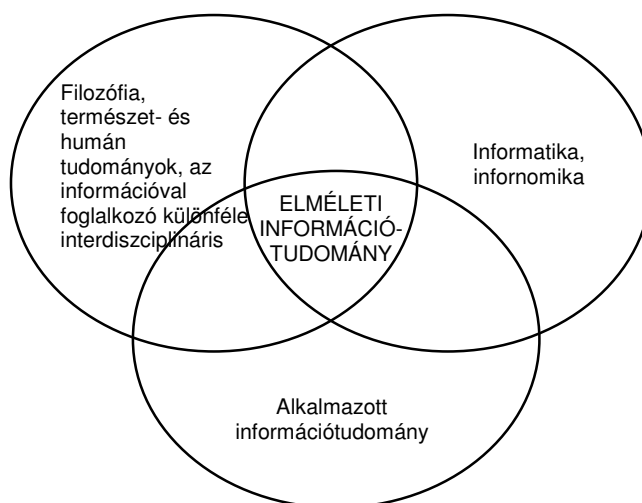 Filozófia,
természet- és
humán
tudományok, az
információval
foglalkozó különféle
interdiszciplináris
Informatika,
infornomika
ELMÉLETI
INFORMÁCIÓ-
TUDOMÁNY
Alkalmazott
információtudomány